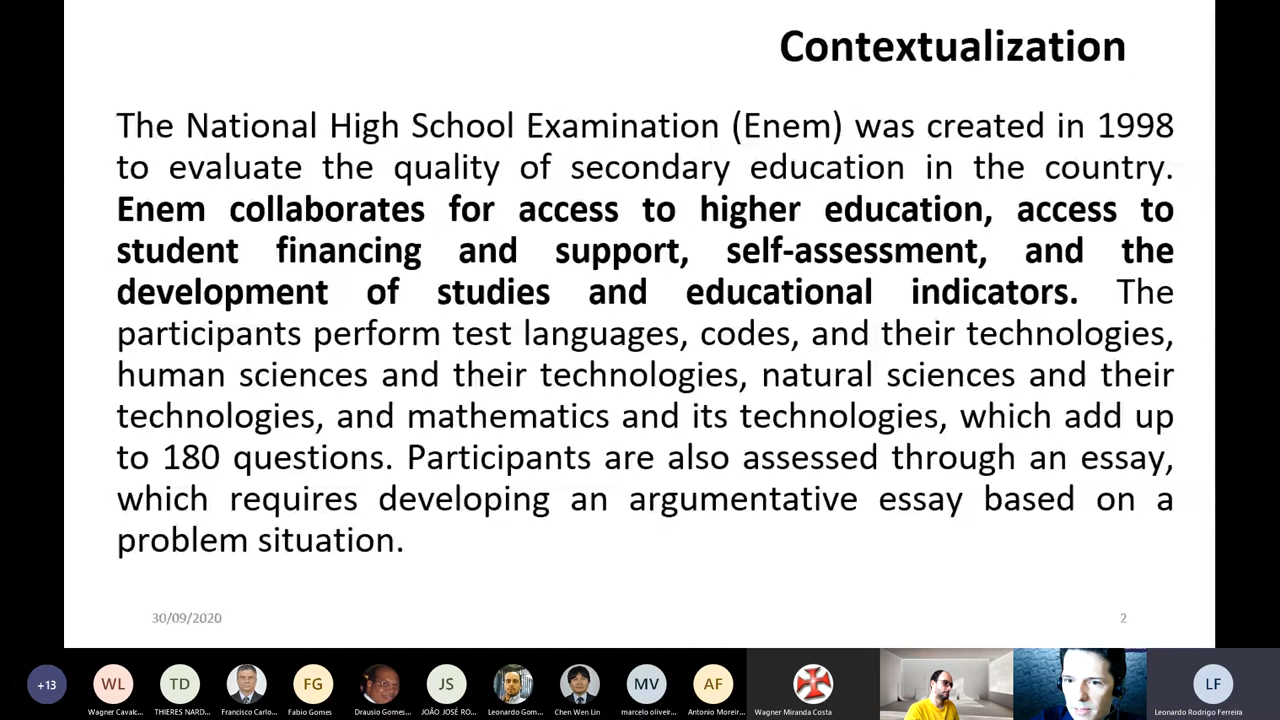 Contextualization
The National High School Examination (Enem) was created in 1998
to evaluate the quality of secondary education in the country.
Enem collaborates for access to higher education, access to
student financing and support, self-assessment, and the
development of studies and educational indicators. The
participants perform test languages, codes, and their technologies,
human sciences and their technologies, natural sciences and their
technologies, and mathematics and its technologies, which add up
to 180 questions. Participants are also assessed through an essay,
which requires developing an argumentative essay based on a
problem situation.
30/09/2020
2
+13
WL
TD
FG
JS
MV
AF
LF
Wagner Cavalc...
THIERES NARD...
Francisco Carlo...
Fabio Gomes
Drausio Gomes...
JOÃO JOSÉ RO...
Leonardo Gom...
Chen Wen Lin
marcelo oliveir...
Antonio Moreir...
Wagner Miranda Costa
Leonardo Rodrigo Ferreira